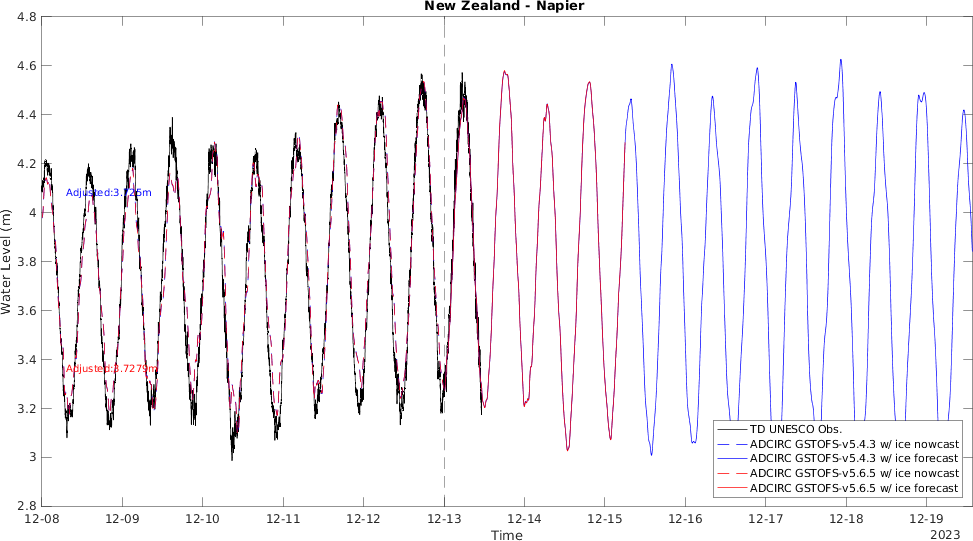 New Zealand - Napier
4.8
4.6
4.4
4.2
4
3.8
3.6
3.4
3.2
3
2.8
Water Level (m)
Adjusted:3.725m
Adjusted:3.7279m
TD UNESCO Obs.
ADCIRC GSTOFS-v5.4.3 w/ ice nowcast
ADCIRC GSTOFS-v5.4.3 w/ ice forecast
ADCIRC GSTOFS-v5.6.5 w/ ice nowcast
ADCIRC GSTOFS-v5.6.5 w/ ice forecast
12-08 12-09 12-10 12-11 12-12 12-13 12-14 12-15 12-16 12-17 12-18 12-19
Time
2023